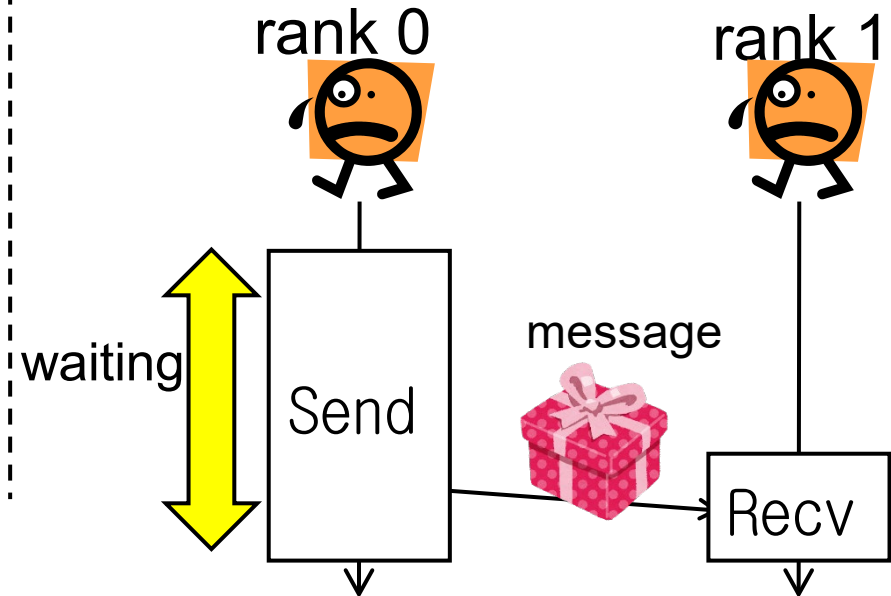 rank 0
rank 1
message
waiting
Send
Recv